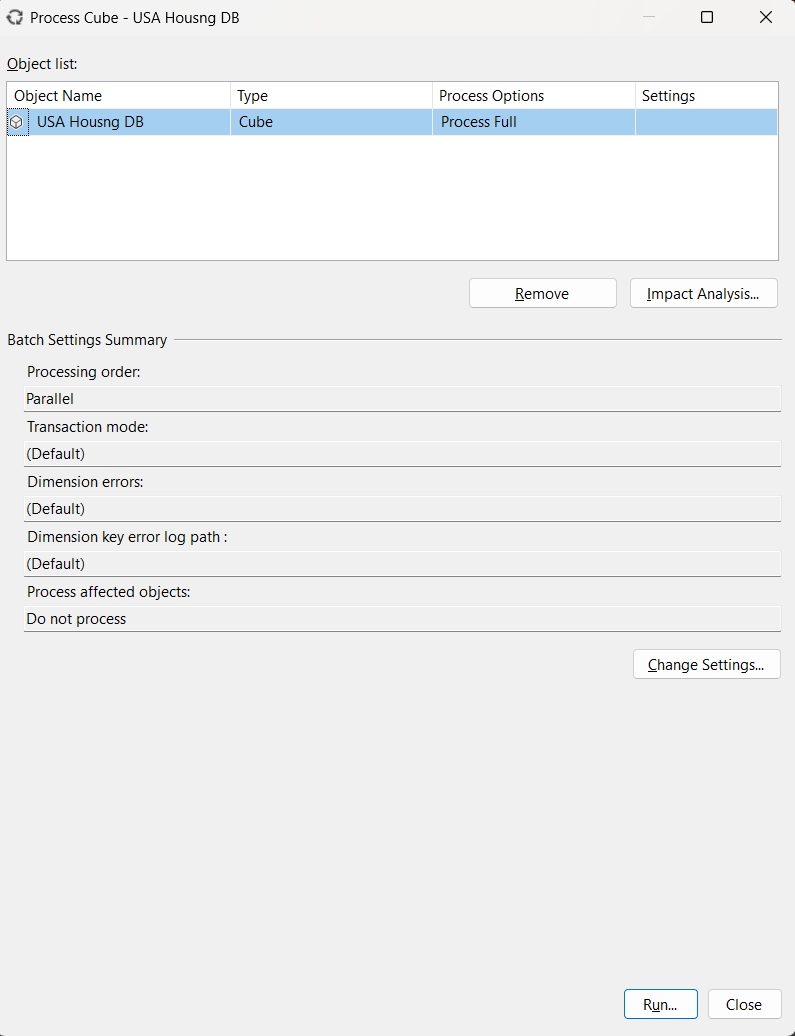 Process Cube - USA Housng DB
Object list:
Object Name Type Process Options Settings
USA Housng DB Cube Process Full
Remove Impact Analysis...
Batch Settings Summary
Processing order:
Parallel
Transaction mode:
(Default)
Dimension errors:
(Default)
Dimension key error log path :
(Default)
Process affected objects:
Do not process
Change Settings...
Run... Close